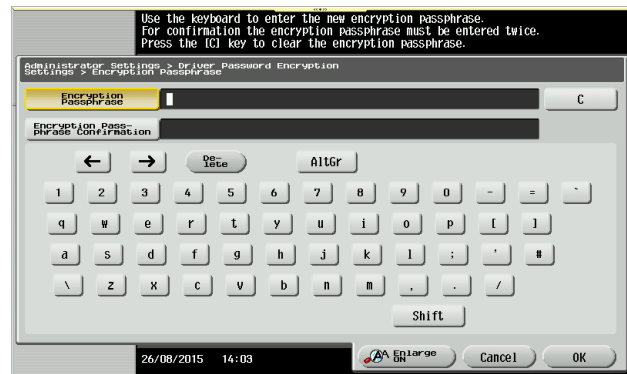 Use the keyboard to enter the new encryption passphrase.
For confirmation the encryption passphrase must be entered twice.
Press the [C] key to clear the encryption passphrase.
Administrator Settings > Driver Password Encryption
Settings > Encryption Passphrase
Encryption
Passphrase
C
Encryption Pass-
phrase Confirmation
← → De-
lete AltGr
1 2 3 4 5 6 7 8 9 0 - = `
q w e r t y u i o p [ ]
a s d f g h j k l ; ' #
\ z x c v b n m , . /
Shift
26/08/2015 14:03
AA Enlarge
ON
Cancel
OK